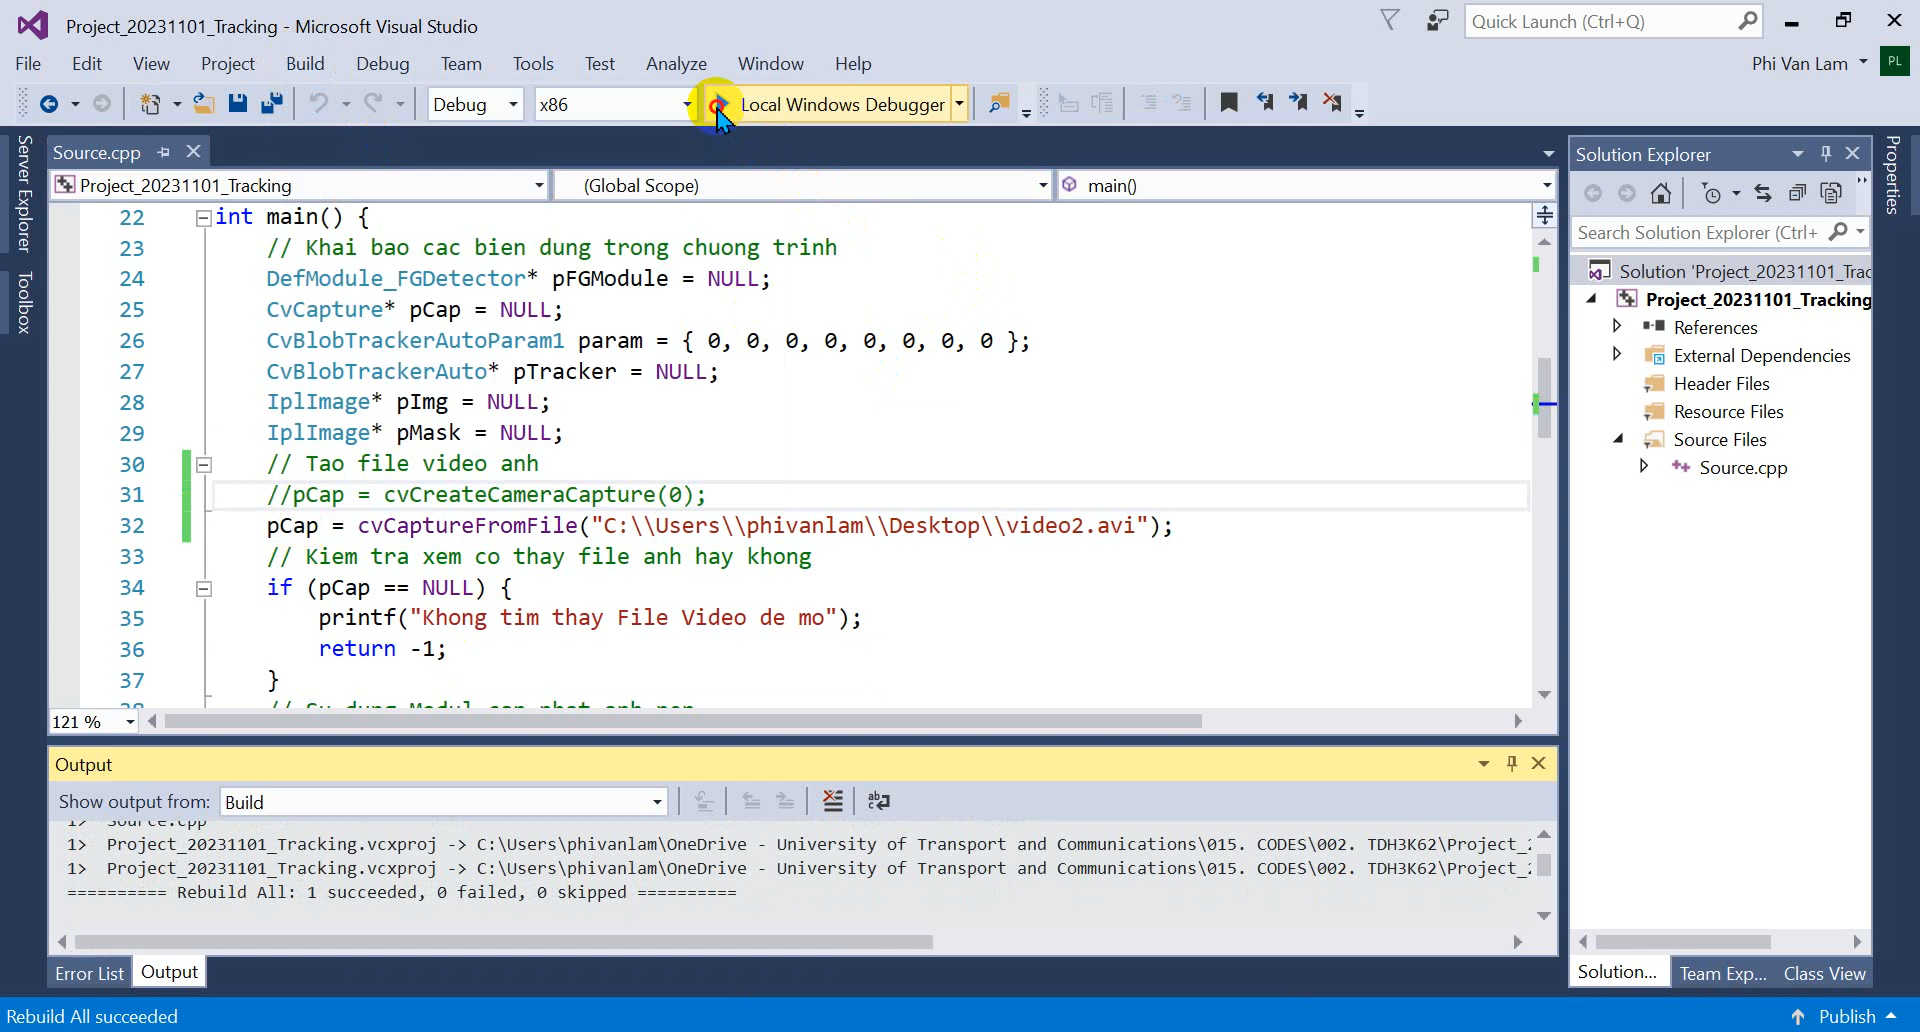 Project_20231101_Tracking - Microsoft Visual Studio
Quick Launch (Ctrl+Q)
File Edit View Project Build Debug Team Tools Test Analyze Window Help
Phi Van Lam PL
Debug x86 Local Windows Debugger
Server Explorer
Toolbox
Source.cpp
Project_20231101_Tracking (Global Scope) main()
22 int main() {
23 // Khai bao cac bien dung trong chuong trinh
24 DefModule_FGDetector* pFGModule = NULL;
25 CvCapture* pCap = NULL;
26 CvBlobTrackerAutoParam1 param = { 0, 0, 0, 0, 0, 0, 0, 0 };
27 CvBlobTrackerAuto* pTracker = NULL;
28 IplImage* pImg = NULL;
29 IplImage* pMask = NULL;
30 // Tao file video anh
31 //pCap = cvCreateCameraCapture(0);
32 pCap = cvCaptureFromFile("C:\\Users\\phivanlam\\Desktop\\video2.avi");
33 // Kiem tra xem co thay file anh hay khong
34 if (pCap == NULL) {
35 printf("Khong tim thay File Video de mo");
36 return -1;
37 }
121 %
Output
Show output from: Build
1> Source.cpp
1> Project_20231101_Tracking.vcxproj -> C:\Users\phivanlam\OneDrive - University of Transport and Communications\015. CODES\002. TDH3K62\Project_
1> Project_20231101_Tracking.vcxproj -> C:\Users\phivanlam\OneDrive - University of Transport and Communications\015. CODES\002. TDH3K62\Project_
========== Rebuild All: 1 succeeded, 0 failed, 0 skipped ==========
Error List Output
Solution Explorer
Search Solution Explorer (Ctrl+
Solution 'Project_20231101_Trac
Project_20231101_Tracking
References
External Dependencies
Header Files
Resource Files
Source Files
Source.cpp
Solution... Team Exp... Class View
Properties
Rebuild All succeeded
Publish